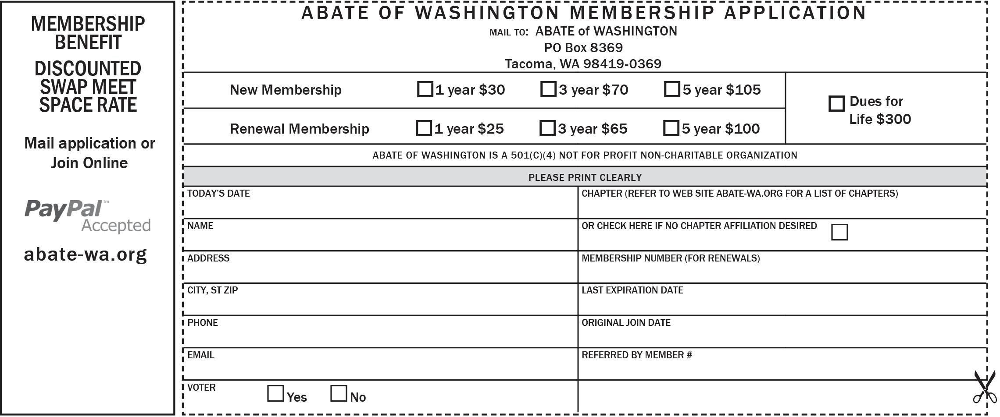 MEMBERSHIP
BENEFIT
DISCOUNTED
SWAP MEET
SPACE RATE
Mail application or
Join Online
PayPal™
Accepted
abate-wa.org
ABATE OF WASHINGTON MEMBERSHIP APPLICATION
MAIL TO: ABATE of WASHINGTON
PO Box 8369
Tacoma, WA 98419-0369
New Membership 1 year $30 3 year $70 5 year $105
Renewal Membership 1 year $25 3 year $65 5 year $100
Dues for
Life $300
ABATE OF WASHINGTON IS A 501(C)(4) NOT FOR PROFIT NON-CHARITABLE ORGANIZATION
PLEASE PRINT CLEARLY
TODAY'S DATE
CHAPTER (REFER TO WEB SITE ABATE-WA.ORG FOR A LIST OF CHAPTERS)
NAME
OR CHECK HERE IF NO CHAPTER AFFILIATION DESIRED
ADDRESS
MEMBERSHIP NUMBER (FOR RENEWALS)
CITY, ST ZIP
LAST EXPIRATION DATE
PHONE
ORIGINAL JOIN DATE
EMAIL
REFERRED BY MEMBER #
VOTER Yes No